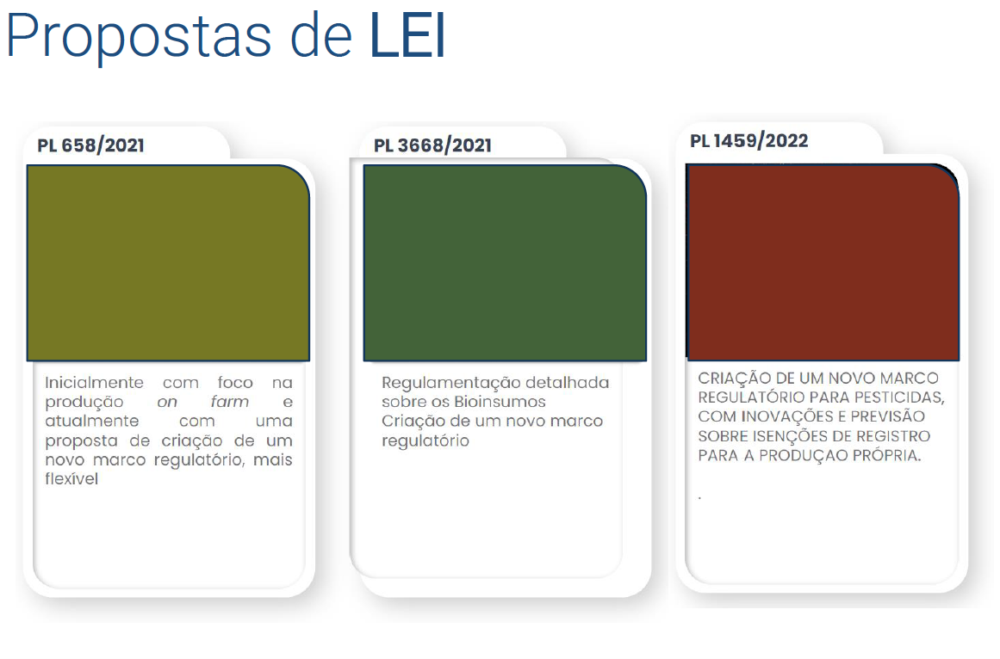 Propostas de LEI
PL 658/2021
Inicialmente com foco na
produção on farm e
atualmente com uma
proposta de criação de um
novo marco regulatório, mais
flexível
PL 3668/2021
Regulamentação detalhada
sobre os Bioinsumos
Criação de um novo marco
regulatório
PL 1459/2022
CRIAÇÃO DE UM NOVO MARCO
REGULATÓRIO PARA PESTICIDAS,
COM INOVAÇÕES E PREVISÃO
SOBRE ISENÇÕES DE REGISTRO
PARA A PRODUÇAO PRÓPRIA.
.